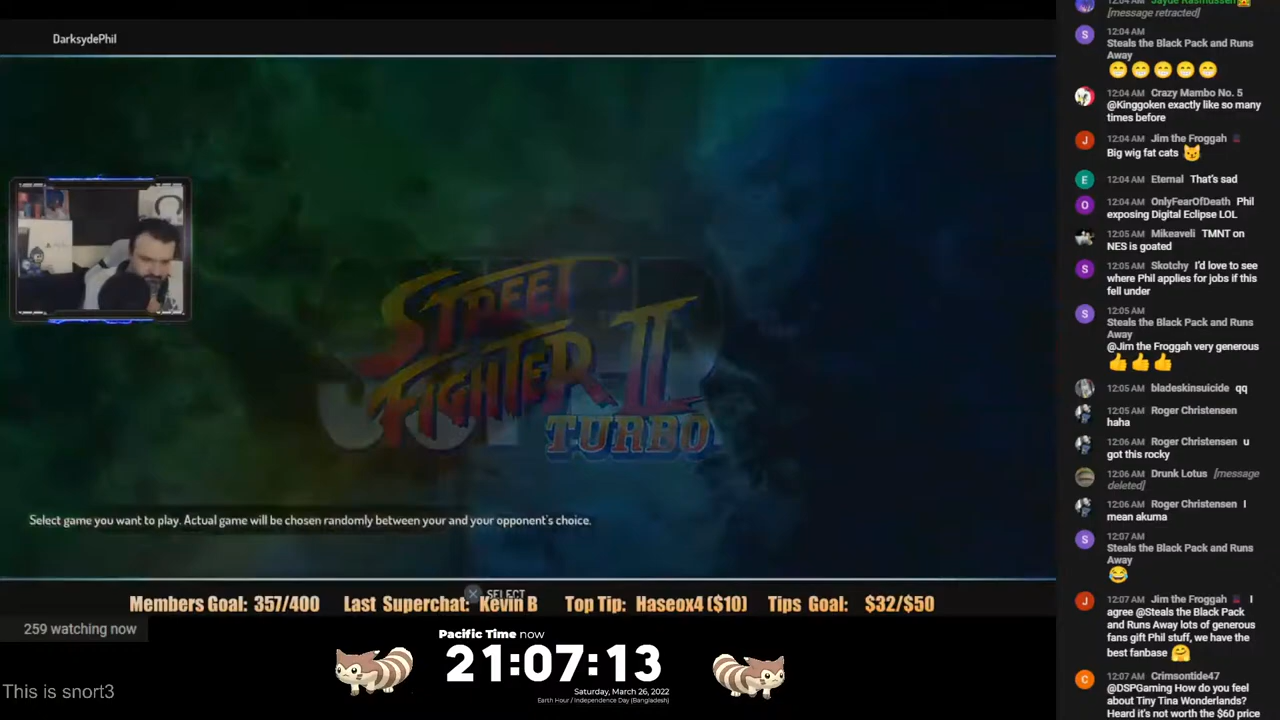 DarksydePhil
STREET
FIGHTER II
TURBO
Select game you want to play. Actual game will be chosen randomly between your and your opponent's choice.
SELECT
Members Goal: 357/400 Last Superchat: Kevin B Top Tip: Haseox4 ($10) Tips Goal: $32/$50
259 watching now
Pacific Time now
21:07:13
Saturday, March 26, 2022
Earth Hour / Independence Day (Bangladesh)
This is snort3
12:04 AM Jayde Rasmussen
[message retracted]
12:04 AM
Steals the Black Pack and Runs
Away
😁😁😁😁😁
12:04 AM Crazy Mambo No. 5
@Kinggoken exactly like so many
times before
12:04 AM Jim the Froggah
Big wig fat cats 😼
12:04 AM Eternal That's sad
12:05 AM OnlyFearOfDeath Phil
exposing Digital Eclipse LOL
12:05 AM Mikeaveli TMNT on
NES is goated
12:05 AM Skotchy I'd love to see
where Phil applies for jobs if this
fell under
12:05 AM
Steals the Black Pack and Runs
Away
@Jim the Froggah very generous
👍👍👍
12:05 AM bladeskinsuicide qq
12:05 AM Roger Christensen
haha
12:06 AM Roger Christensen u
got this rocky
12:06 AM Drunk Lotus [message
deleted]
12:06 AM Roger Christensen I
mean akuma
12:07 AM
Steals the Black Pack and Runs
Away
😂
12:07 AM Jim the Froggah I
agree @Steals the Black Pack
and Runs Away lots of generous
fans gift Phil stuff, we have the
best fanbase 🤗
12:07 AM Crimsontide47
@DSPGaming How do you feel
about Tiny Tina Wonderlands?
Heard it's not worth the $60 price